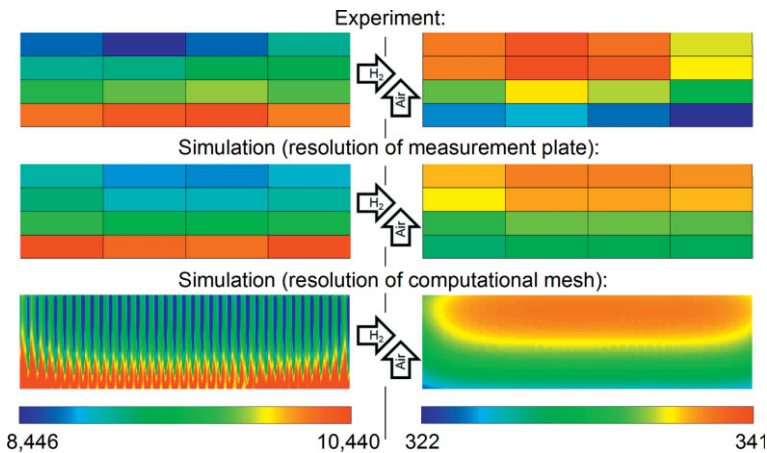 Experiment:
H2
Air
Simulation (resolution of measurement plate):
H2
Air
Simulation (resolution of computational mesh):
H2
Air
8,446 10,440 322 341